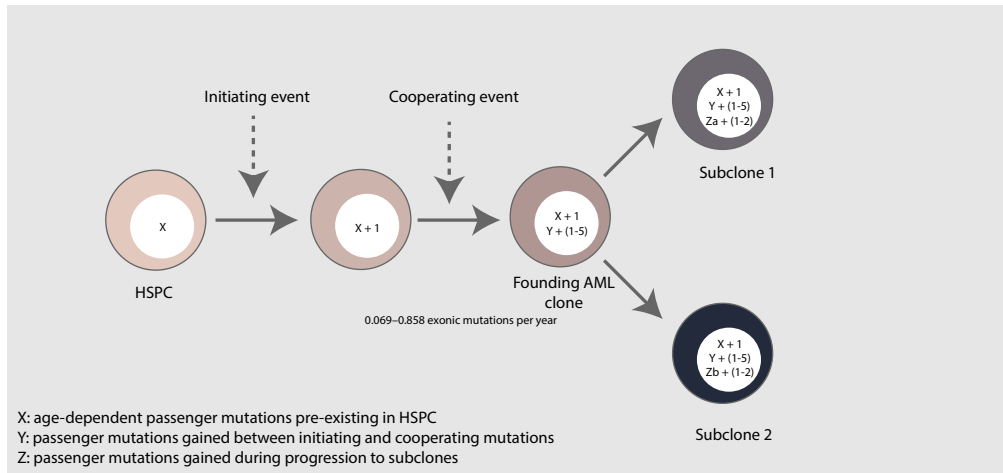 Initiating event
Cooperating event
X
HSPC
X + 1
X + 1
Y + (1-5)
Founding AML
clone
0.069–0.858 exonic mutations per year
X + 1
Y + (1-5)
Za + (1-2)
Subclone 1
X + 1
Y + (1-5)
Zb + (1-2)
Subclone 2
X: age-dependent passenger mutations pre-existing in HSPC
Y: passenger mutations gained between initiating and cooperating mutations
Z: passenger mutations gained during progression to subclones